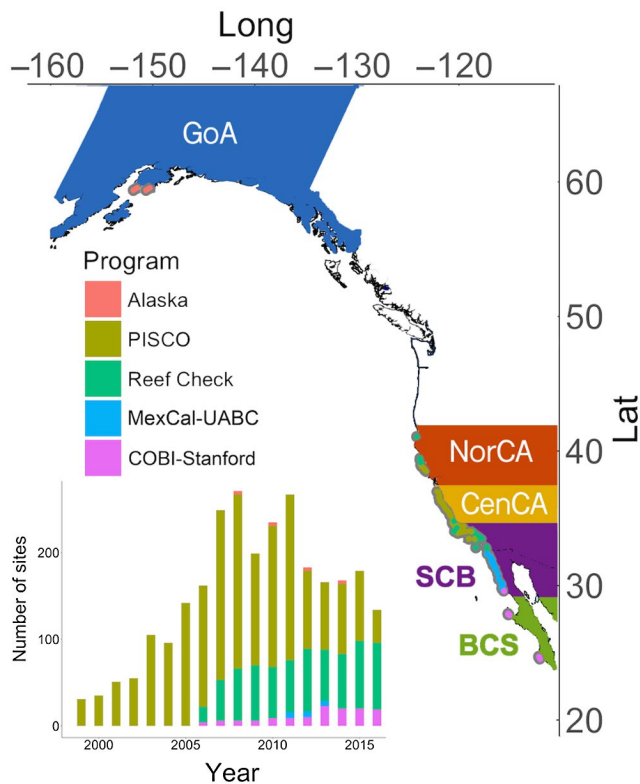 Long
−160 −150 −140 −130 −120
GoA
60
Program
Alaska
PISCO
50
Reef Check
MexCal-UABC
Lat
COBI-Stanford
40
NorCA
CenCA
200
SCB
30
BCS
Number of sites
100
0
20
2000 2005 2010 2015
Year